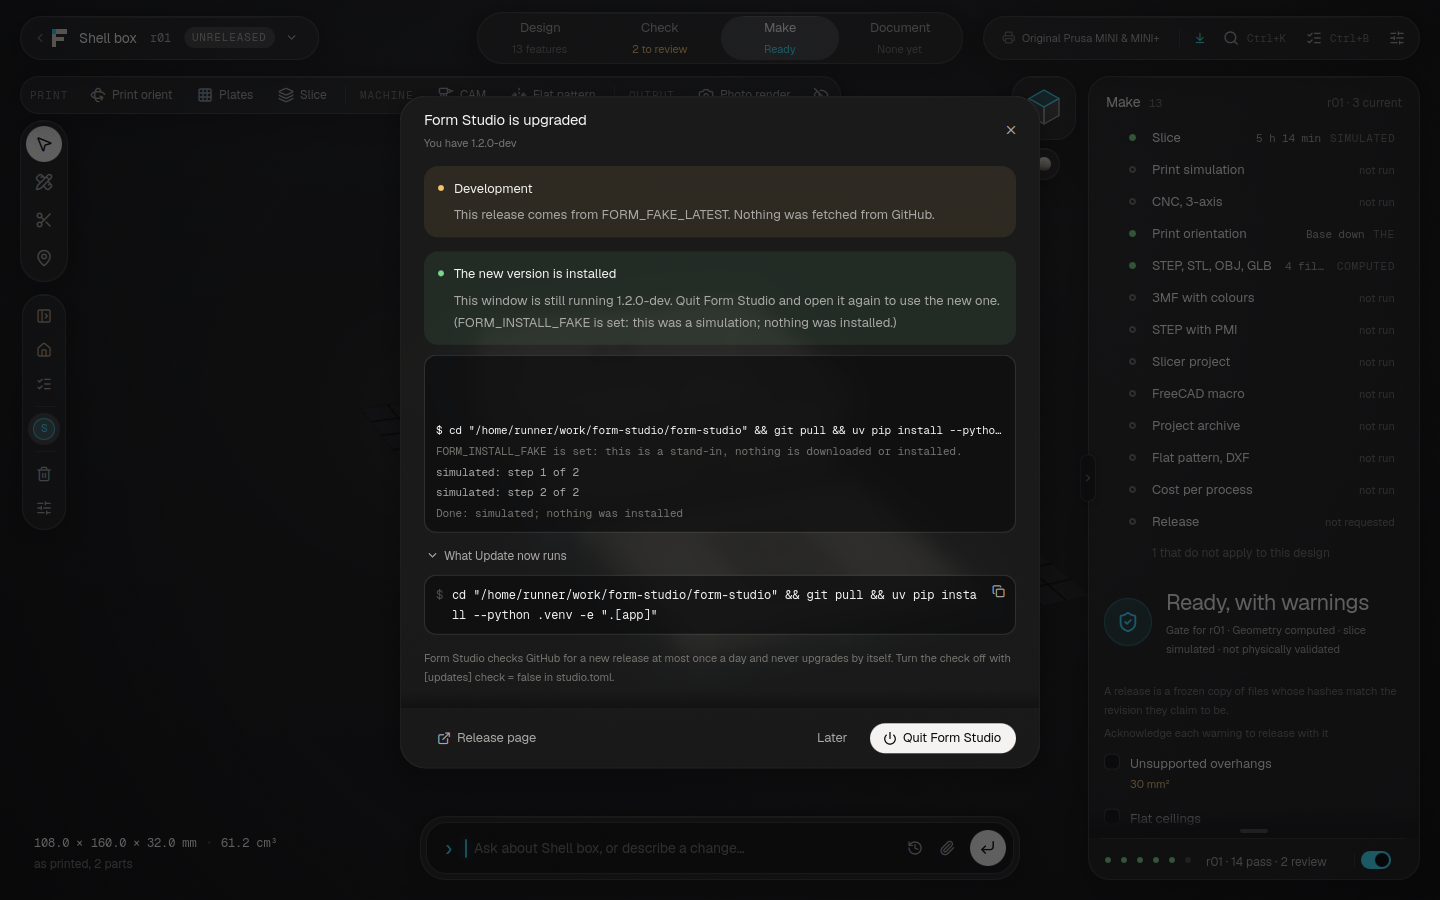 Shell box r01 UNRELEASED
Design
13 features
Check
2 to review
Make
Ready
Document
None yet
Original Prusa MINI & MINI+
Ctrl+K
Ctrl+B
PRINT Print orient Plates Slice MACHINE CAM Flat pattern OUTPUT Photo render
Form Studio is upgraded
You have 1.2.0-dev
Development
This release comes from FORM_FAKE_LATEST. Nothing was fetched from GitHub.
The new version is installed
This window is still running 1.2.0-dev. Quit Form Studio and open it again to use the new one.
(FORM_INSTALL_FAKE is set: this was a simulation; nothing was installed.)
$ cd "/home/runner/work/form-studio/form-studio" && git pull && uv pip install --pytho…
FORM_INSTALL_FAKE is set: this is a stand-in, nothing is downloaded or installed.
simulated: step 1 of 2
simulated: step 2 of 2
Done: simulated; nothing was installed
What Update now runs
$ cd "/home/runner/work/form-studio/form-studio" && git pull && uv pip insta
ll --python .venv -e ".[app]"
Form Studio checks GitHub for a new release at most once a day and never upgrades by itself. Turn the check off with
[updates] check = false in studio.toml.
Release page
Later
Quit Form Studio
S
Make 13 r01 · 3 current
Slice 5 h 14 min SIMULATED
Print simulation not run
CNC, 3-axis not run
Print orientation Base down THE
STEP, STL, OBJ, GLB 4 fil… COMPUTED
3MF with colours not run
STEP with PMI not run
Slicer project not run
FreeCAD macro not run
Project archive not run
Flat pattern, DXF not run
Cost per process not run
Release not requested
1 that do not apply to this design
Ready, with warnings
Gate for r01 · Geometry computed · slice
simulated · not physically validated
A release is a frozen copy of files whose hashes match the
revision they claim to be.
Acknowledge each warning to release with it
Unsupported overhangs
30 mm²
Flat ceilings
r01 · 14 pass · 2 review
108.0 × 160.0 × 32.0 mm · 61.2 cm³
as printed, 2 parts
Ask about Shell box, or describe a change…